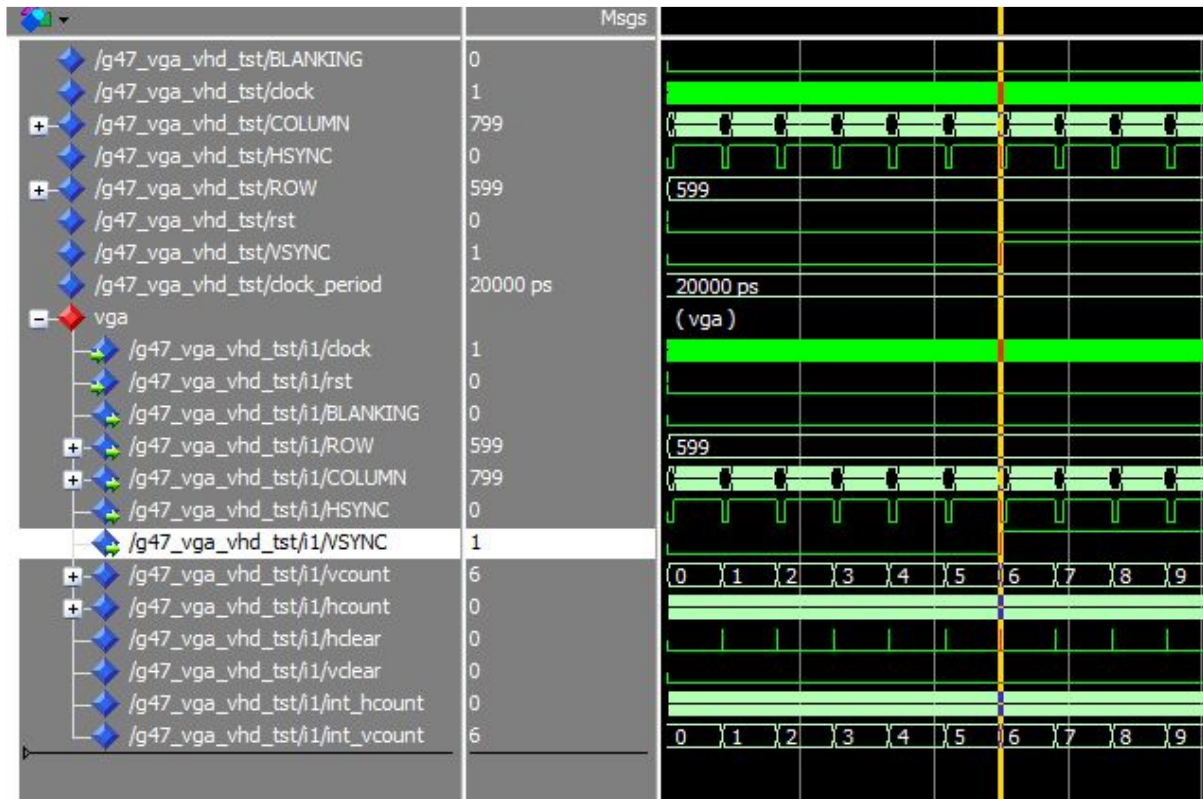 Msgs
/g47_vga_vhd_tst/BLANKING 0
/g47_vga_vhd_tst/clock 1
/g47_vga_vhd_tst/COLUMN 799
/g47_vga_vhd_tst/HSYNC 0
/g47_vga_vhd_tst/ROW 599 599
/g47_vga_vhd_tst/rst 0
/g47_vga_vhd_tst/VSYNC 1
/g47_vga_vhd_tst/clock_period 20000 ps 20000 ps
vga ( vga )
/g47_vga_vhd_tst/i1/clock 1
/g47_vga_vhd_tst/i1/rst 0
/g47_vga_vhd_tst/i1/BLANKING 0
/g47_vga_vhd_tst/i1/ROW 599 599
/g47_vga_vhd_tst/i1/COLUMN 799
/g47_vga_vhd_tst/i1/HSYNC 0
/g47_vga_vhd_tst/i1/VSYNC 1
/g47_vga_vhd_tst/i1/vcount 6 0 1 2 3 4 5 6 7 8 9
/g47_vga_vhd_tst/i1/hcount 0
/g47_vga_vhd_tst/i1/hclear 0
/g47_vga_vhd_tst/i1/vclear 0
/g47_vga_vhd_tst/i1/int_hcount 0
/g47_vga_vhd_tst/i1/int_vcount 6 0 1 2 3 4 5 6 7 8 9